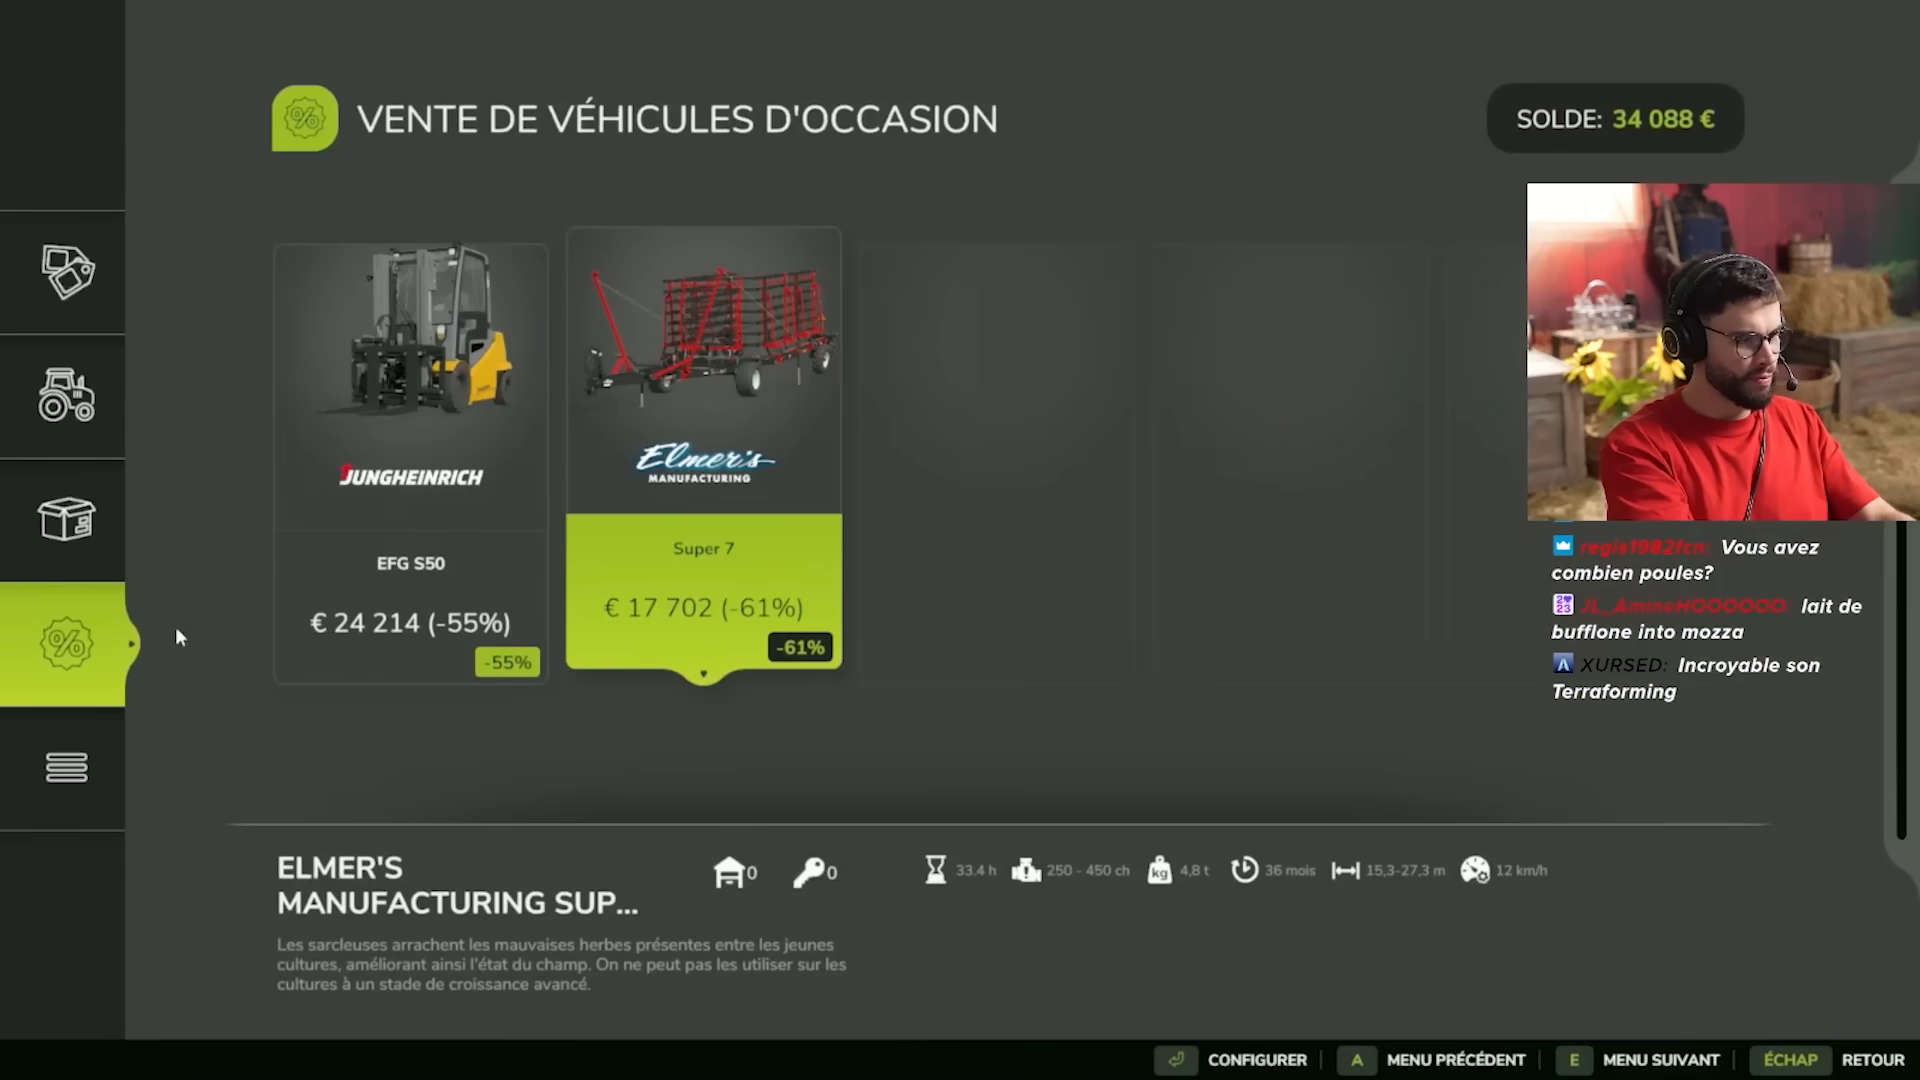 VENTE DE VÉHICULES D'OCCASION
SOLDE: 34 088 €
JUNGHEINRICH
EFG S50
€ 24 214 (-55%)
-55%
Elmer's
MANUFACTURING
Super 7
€ 17 702 (-61%)
-61%
regis1982fcn: Vous avez
combien poules?
JL_AmineHOOOOOO: lait de
bufflone into mozza
XURSED: Incroyable son
Terraforming
ELMER'S
MANUFACTURING SUP...
0
0
33.4 h
250 - 450 ch
kg
4,8 t
36 mois
15,3-27,3 m
12 km/h
Les sarcleuses arrachent les mauvaises herbes présentes entre les jeunes
cultures, améliorant ainsi l'état du champ. On ne peut pas les utiliser sur les
cultures à un stade de croissance avancé.
CONFIGURER
A MENU PRÉCÉDENT
E MENU SUIVANT
ÉCHAP RETOUR